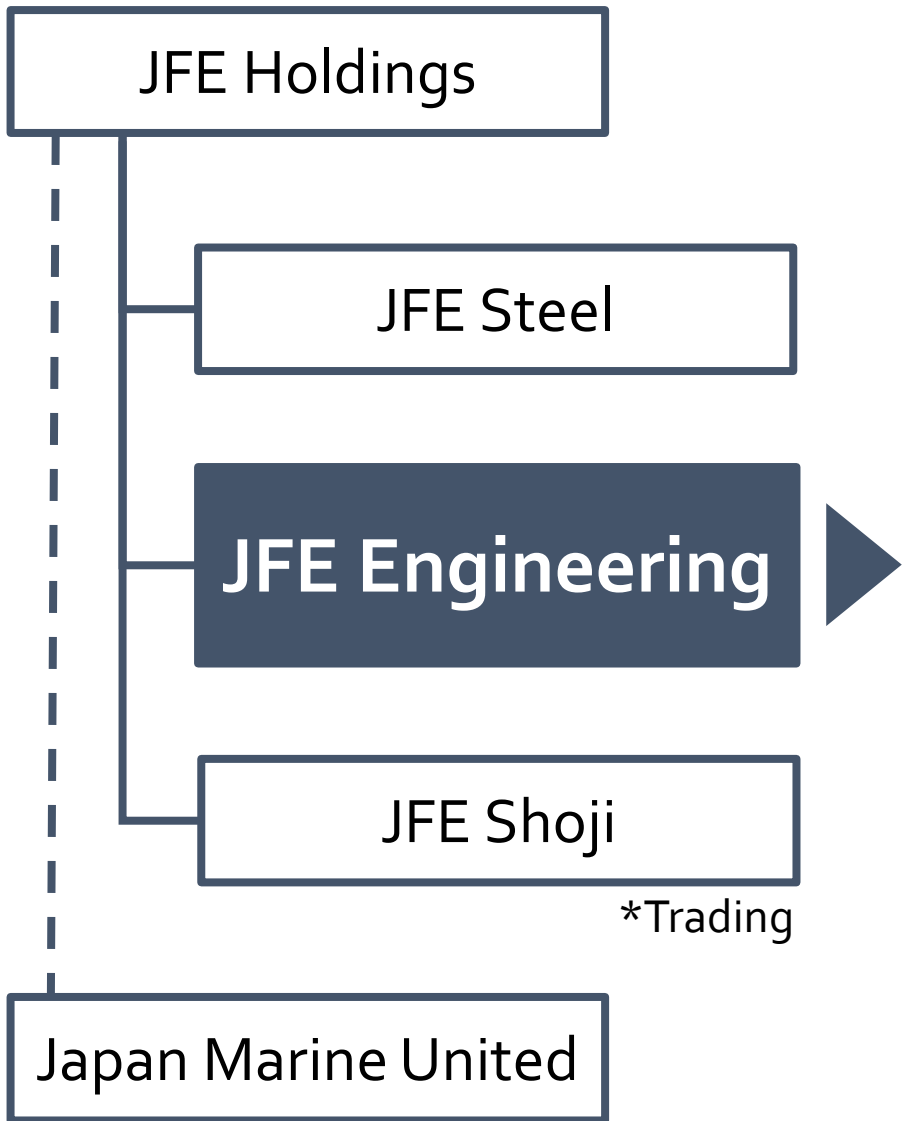 JFE Holdings
JFE Steel
JFE Engineering
JFE Shoji
*Trading
Japan Marine United